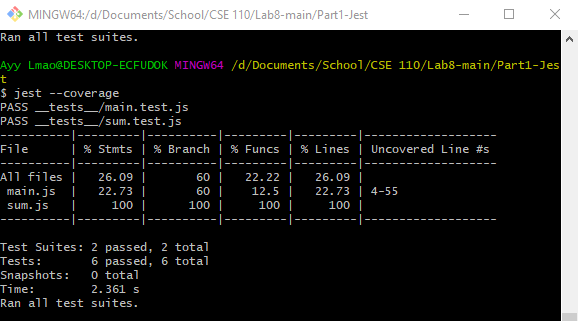 MINGW64:/d/Documents/School/CSE 110/Lab8-main/Part1-Jest
Ran all test suites.
Ayy Lmao@DESKTOP-ECFUDOK MINGW64 /d/Documents/School/CSE 110/Lab8-main/Part1-Jes
t
$ jest --coverage
PASS __tests__/main.test.js
PASS __tests__/sum.test.js
----------|---------|----------|---------|---------|-------------------
File      | % Stmts | % Branch | % Funcs | % Lines | Uncovered Line #s
----------|---------|----------|---------|---------|-------------------
All files |   26.09 |       60 |   22.22 |   26.09 |
 main.js  |   22.73 |       60 |    12.5 |   22.73 | 4-55
 sum.js   |     100 |      100 |     100 |     100 |
----------|---------|----------|---------|---------|-------------------
Test Suites: 2 passed, 2 total
Tests:       6 passed, 6 total
Snapshots:   0 total
Time:        2.361 s
Ran all test suites.